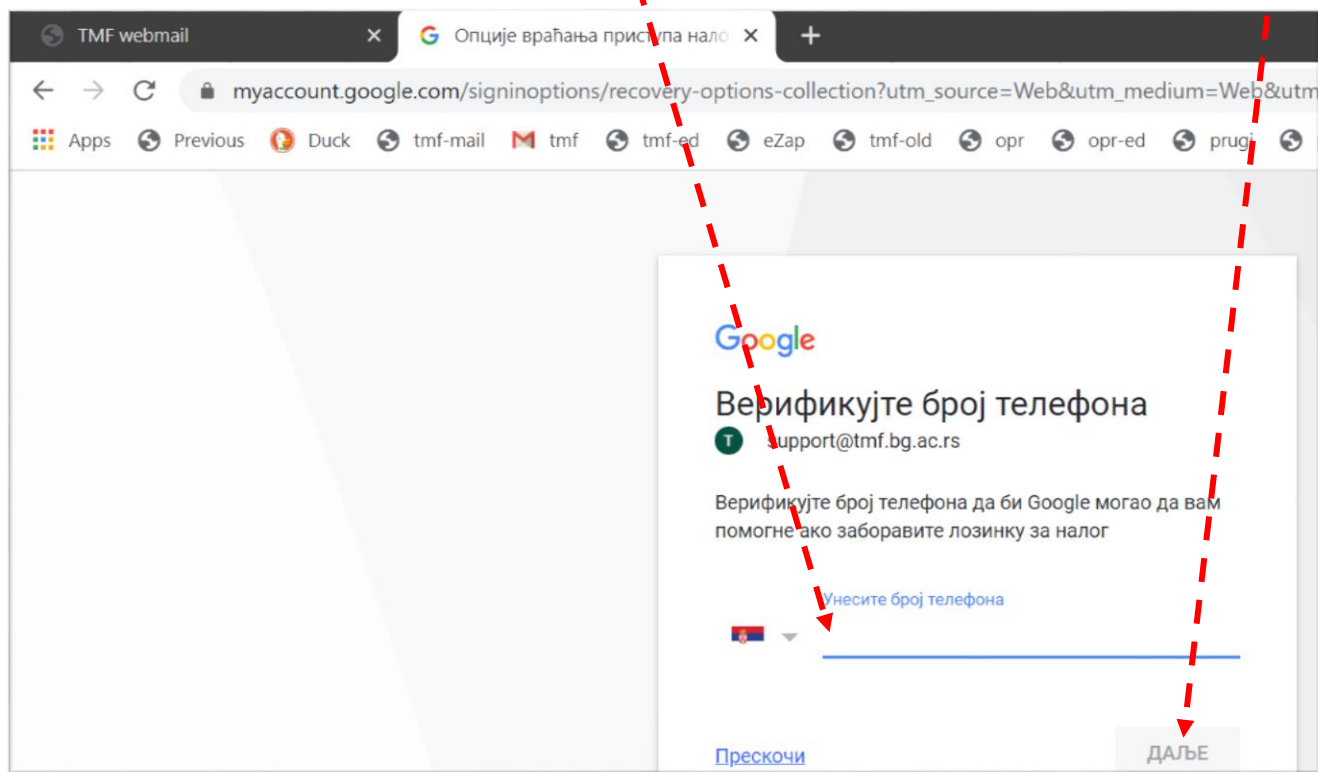 TMF webmail
Опције враћања приступа нало
myaccount.google.com/signinoptions/recovery-options-collection?utm_source=Web&utm_medium=Web&utm
Apps Previous Duck tmf-mail tmf tmf-ed eZap tmf-old opr opr-ed prugi
Google
Верификујте број телефона
T support@tmf.bg.ac.rs
Верификујте број телефона да би Google могао да вам
помогне ако заборавите лозинку за налог
Унесите број телефона
Прескочи ДАЉЕ